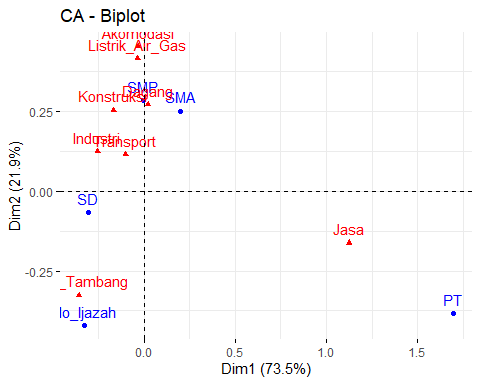 CA - Biplot
Akomodasi
Listrik_Air_Gas
SMP
Dagang
Konstruksi
SMA
Industri
Transport
SD
Jasa
_Tambang
PT
lo_Ijazah
0.25
0.00
-0.25
Dim2 (21.9%)
0.0
0.5
1.0
1.5
Dim1 (73.5%)